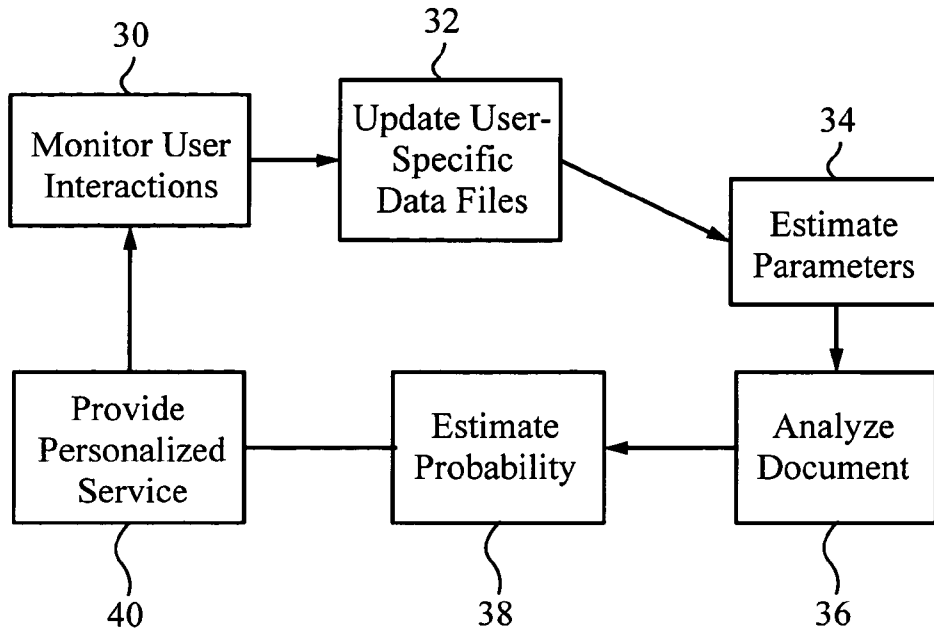 30
Monitor User
Interactions
32
Update User-
Specific
Data Files
34
Estimate
Parameters
Analyze
Document
36
Estimate
Probability
38
Provide
Personalized
Service
40